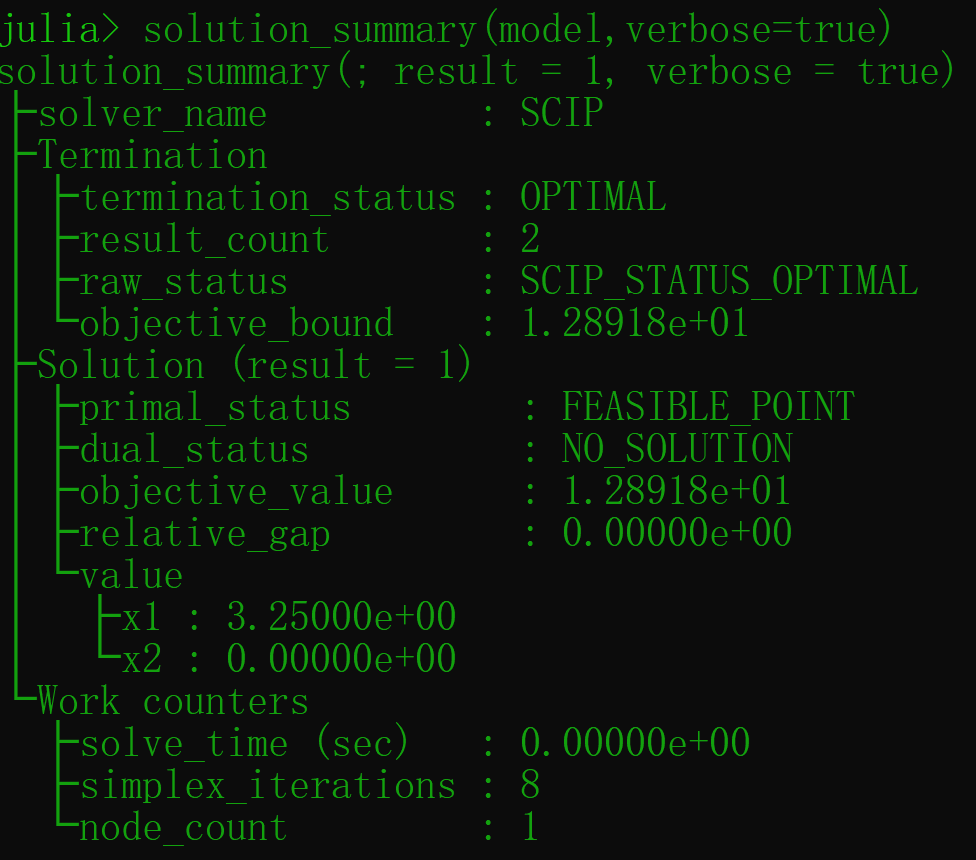 julia> solution_summary(model,verbose=true)
solution_summary(; result = 1, verbose = true)
├solver_name          : SCIP
├Termination
│ ├termination_status : OPTIMAL
│ ├result_count       : 2
│ ├raw_status         : SCIP_STATUS_OPTIMAL
│ └objective_bound    : 1.28918e+01
├Solution (result = 1)
│ ├primal_status        : FEASIBLE_POINT
│ ├dual_status          : NO_SOLUTION
│ ├objective_value      : 1.28918e+01
│ ├relative_gap         : 0.00000e+00
│ └value
│   ├x1 : 3.25000e+00
│   └x2 : 0.00000e+00
└Work counters
  ├solve_time (sec)   : 0.00000e+00
  ├simplex_iterations : 8
  └node_count         : 1